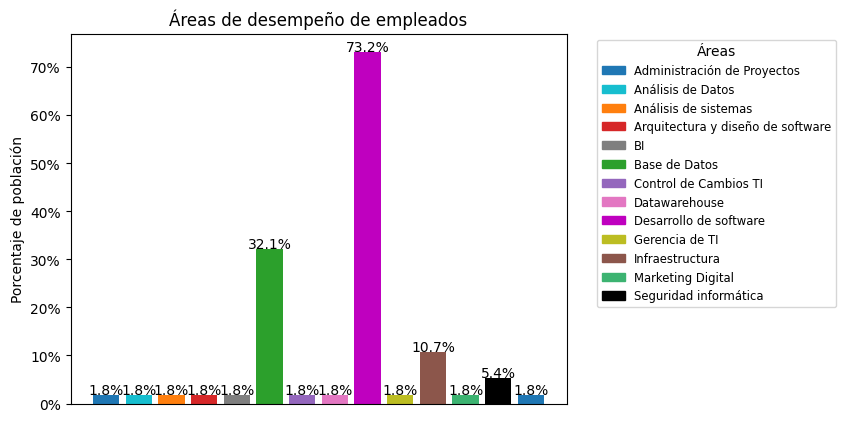 Áreas de desempeño de empleados
Porcentaje de población
70%
60%
50%
40%
30%
20%
10%
0%
1.8%
1.8%
1.8%
1.8%
1.8%
32.1%
1.8%
1.8%
73.2%
1.8%
10.7%
1.8%
5.4%
1.8%
Áreas
Administración de Proyectos
Análisis de Datos
Análisis de sistemas
Arquitectura y diseño de software
BI
Base de Datos
Control de Cambios TI
Datawarehouse
Desarrollo de software
Gerencia de TI
Infraestructura
Marketing Digital
Seguridad informática